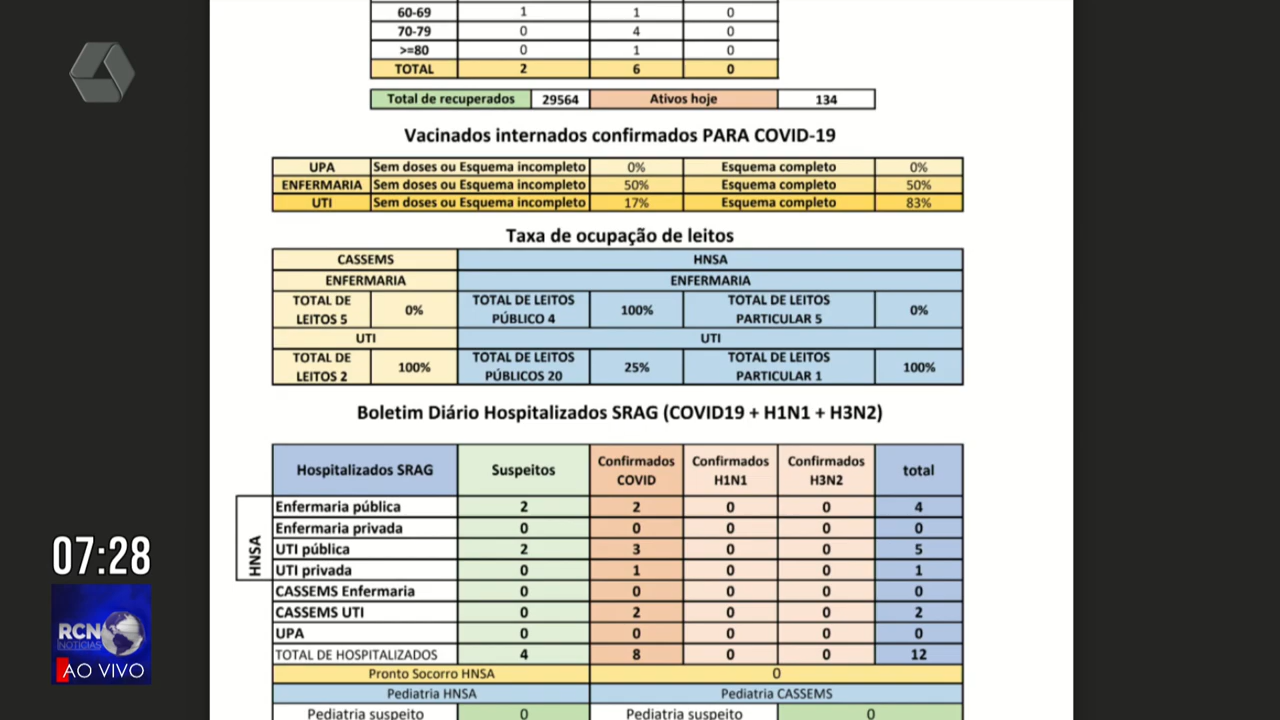 60-69 1 1 0
70-79 0 4 0
>=80 0 1 0
TOTAL 2 6 0
Total de recuperados 29564 Ativos hoje 134
Vacinados internados confirmados PARA COVID-19
UPA Sem doses ou Esquema incompleto 0% Esquema completo 0%
ENFERMARIA Sem doses ou Esquema incompleto 50% Esquema completo 50%
UTI Sem doses ou Esquema incompleto 17% Esquema completo 83%
Taxa de ocupação de leitos
CASSEMS HNSA
ENFERMARIA ENFERMARIA
TOTAL DE LEITOS 5 0% TOTAL DE LEITOS PÚBLICO 4 100% TOTAL DE LEITOS PARTICULAR 5 0%
UTI UTI
TOTAL DE LEITOS 2 100% TOTAL DE LEITOS PÚBLICOS 20 25% TOTAL DE LEITOS PARTICULAR 1 100%
Boletim Diário Hospitalizados SRAG (COVID19 + H1N1 + H3N2)
Hospitalizados SRAG Suspeitos Confirmados COVID Confirmados H1N1 Confirmados H3N2 total
HNSA
Enfermaria pública 2 2 0 0 4
Enfermaria privada 0 0 0 0 0
UTI pública 2 3 0 0 5
UTI privada 0 1 0 0 1
CASSEMS Enfermaria 0 0 0 0 0
CASSEMS UTI 0 2 0 0 2
UPA 0 0 0 0 0
TOTAL DE HOSPITALIZADOS 4 8 0 0 12
Pronto Socorro HNSA 0
Pediatria HNSA Pediatria CASSEMS
Pediatria suspeito 0 Pediatria suspeito 0
07:28
RCN
NOTÍCIAS
AO VIVO